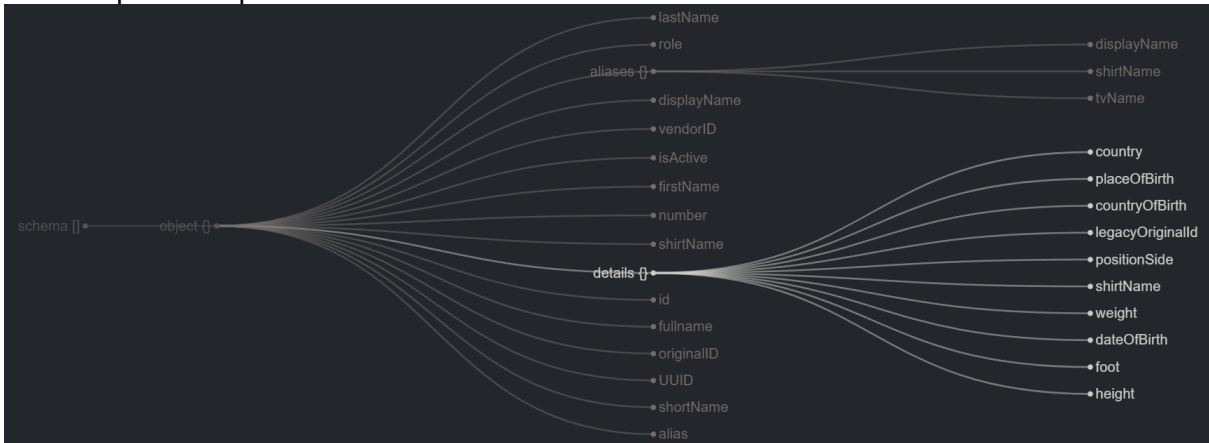 schema []
object {}
lastName
role
aliases {}
displayName
vendorID
isActive
firstName
number
shirtName
details {}
id
fullname
originalID
UUID
shortName
alias
displayName
shirtName
tvName
country
placeOfBirth
countryOfBirth
legacyOriginalId
positionSide
shirtName
weight
dateOfBirth
foot
height